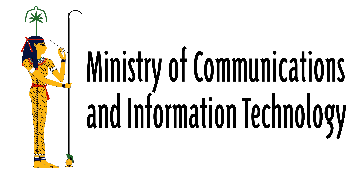 Ministry of Communications
and Information Technology